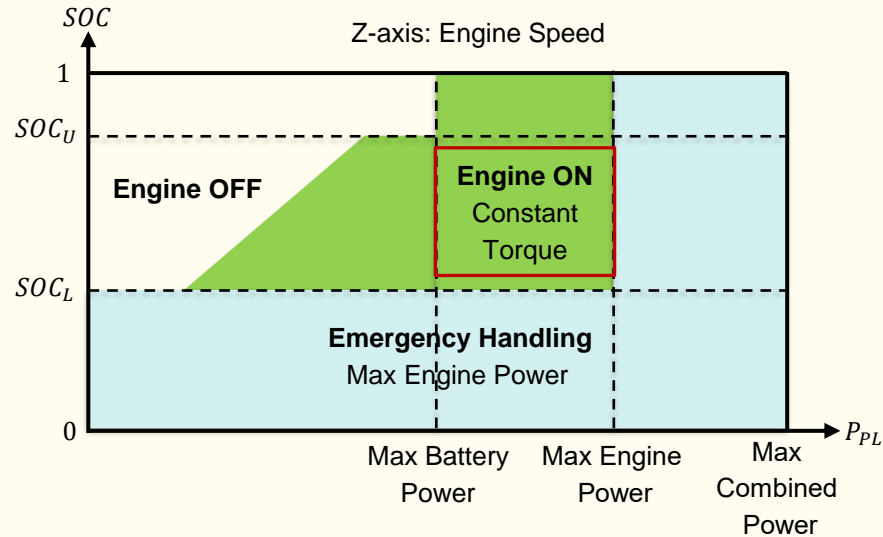 SOC
Z-axis: Engine Speed
1
SOC_U
Engine OFF
Engine ON
Constant
Torque
SOC_L
Emergency Handling
Max Engine Power
0
P_PL
Max Battery
Power
Max Engine
Power
Max
Combined
Power